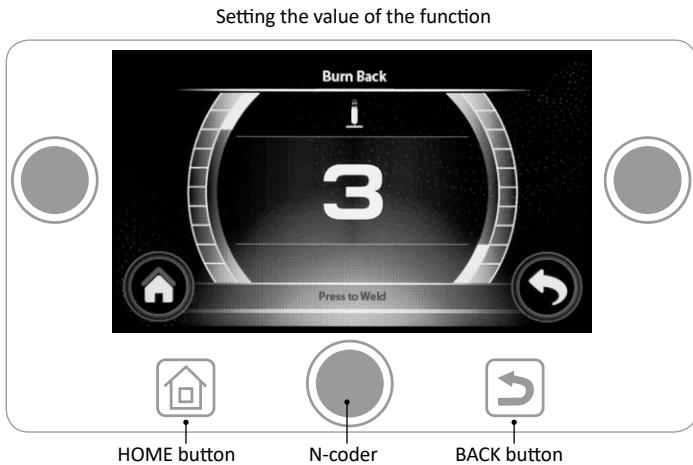 Setting the value of the function
Burn Back
3
Press to Weld
HOME button
N-coder
BACK button